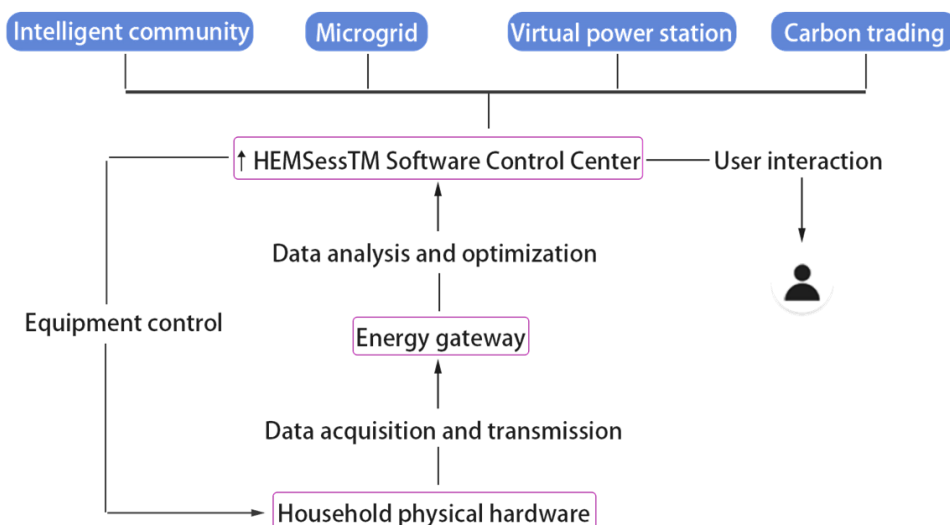 Intelligent community
Microgrid
Virtual power station
Carbon trading
↑ HEMSessTM Software Control Center
User interaction
Data analysis and optimization
Equipment control
Energy gateway
Data acquisition and transmission
Household physical hardware